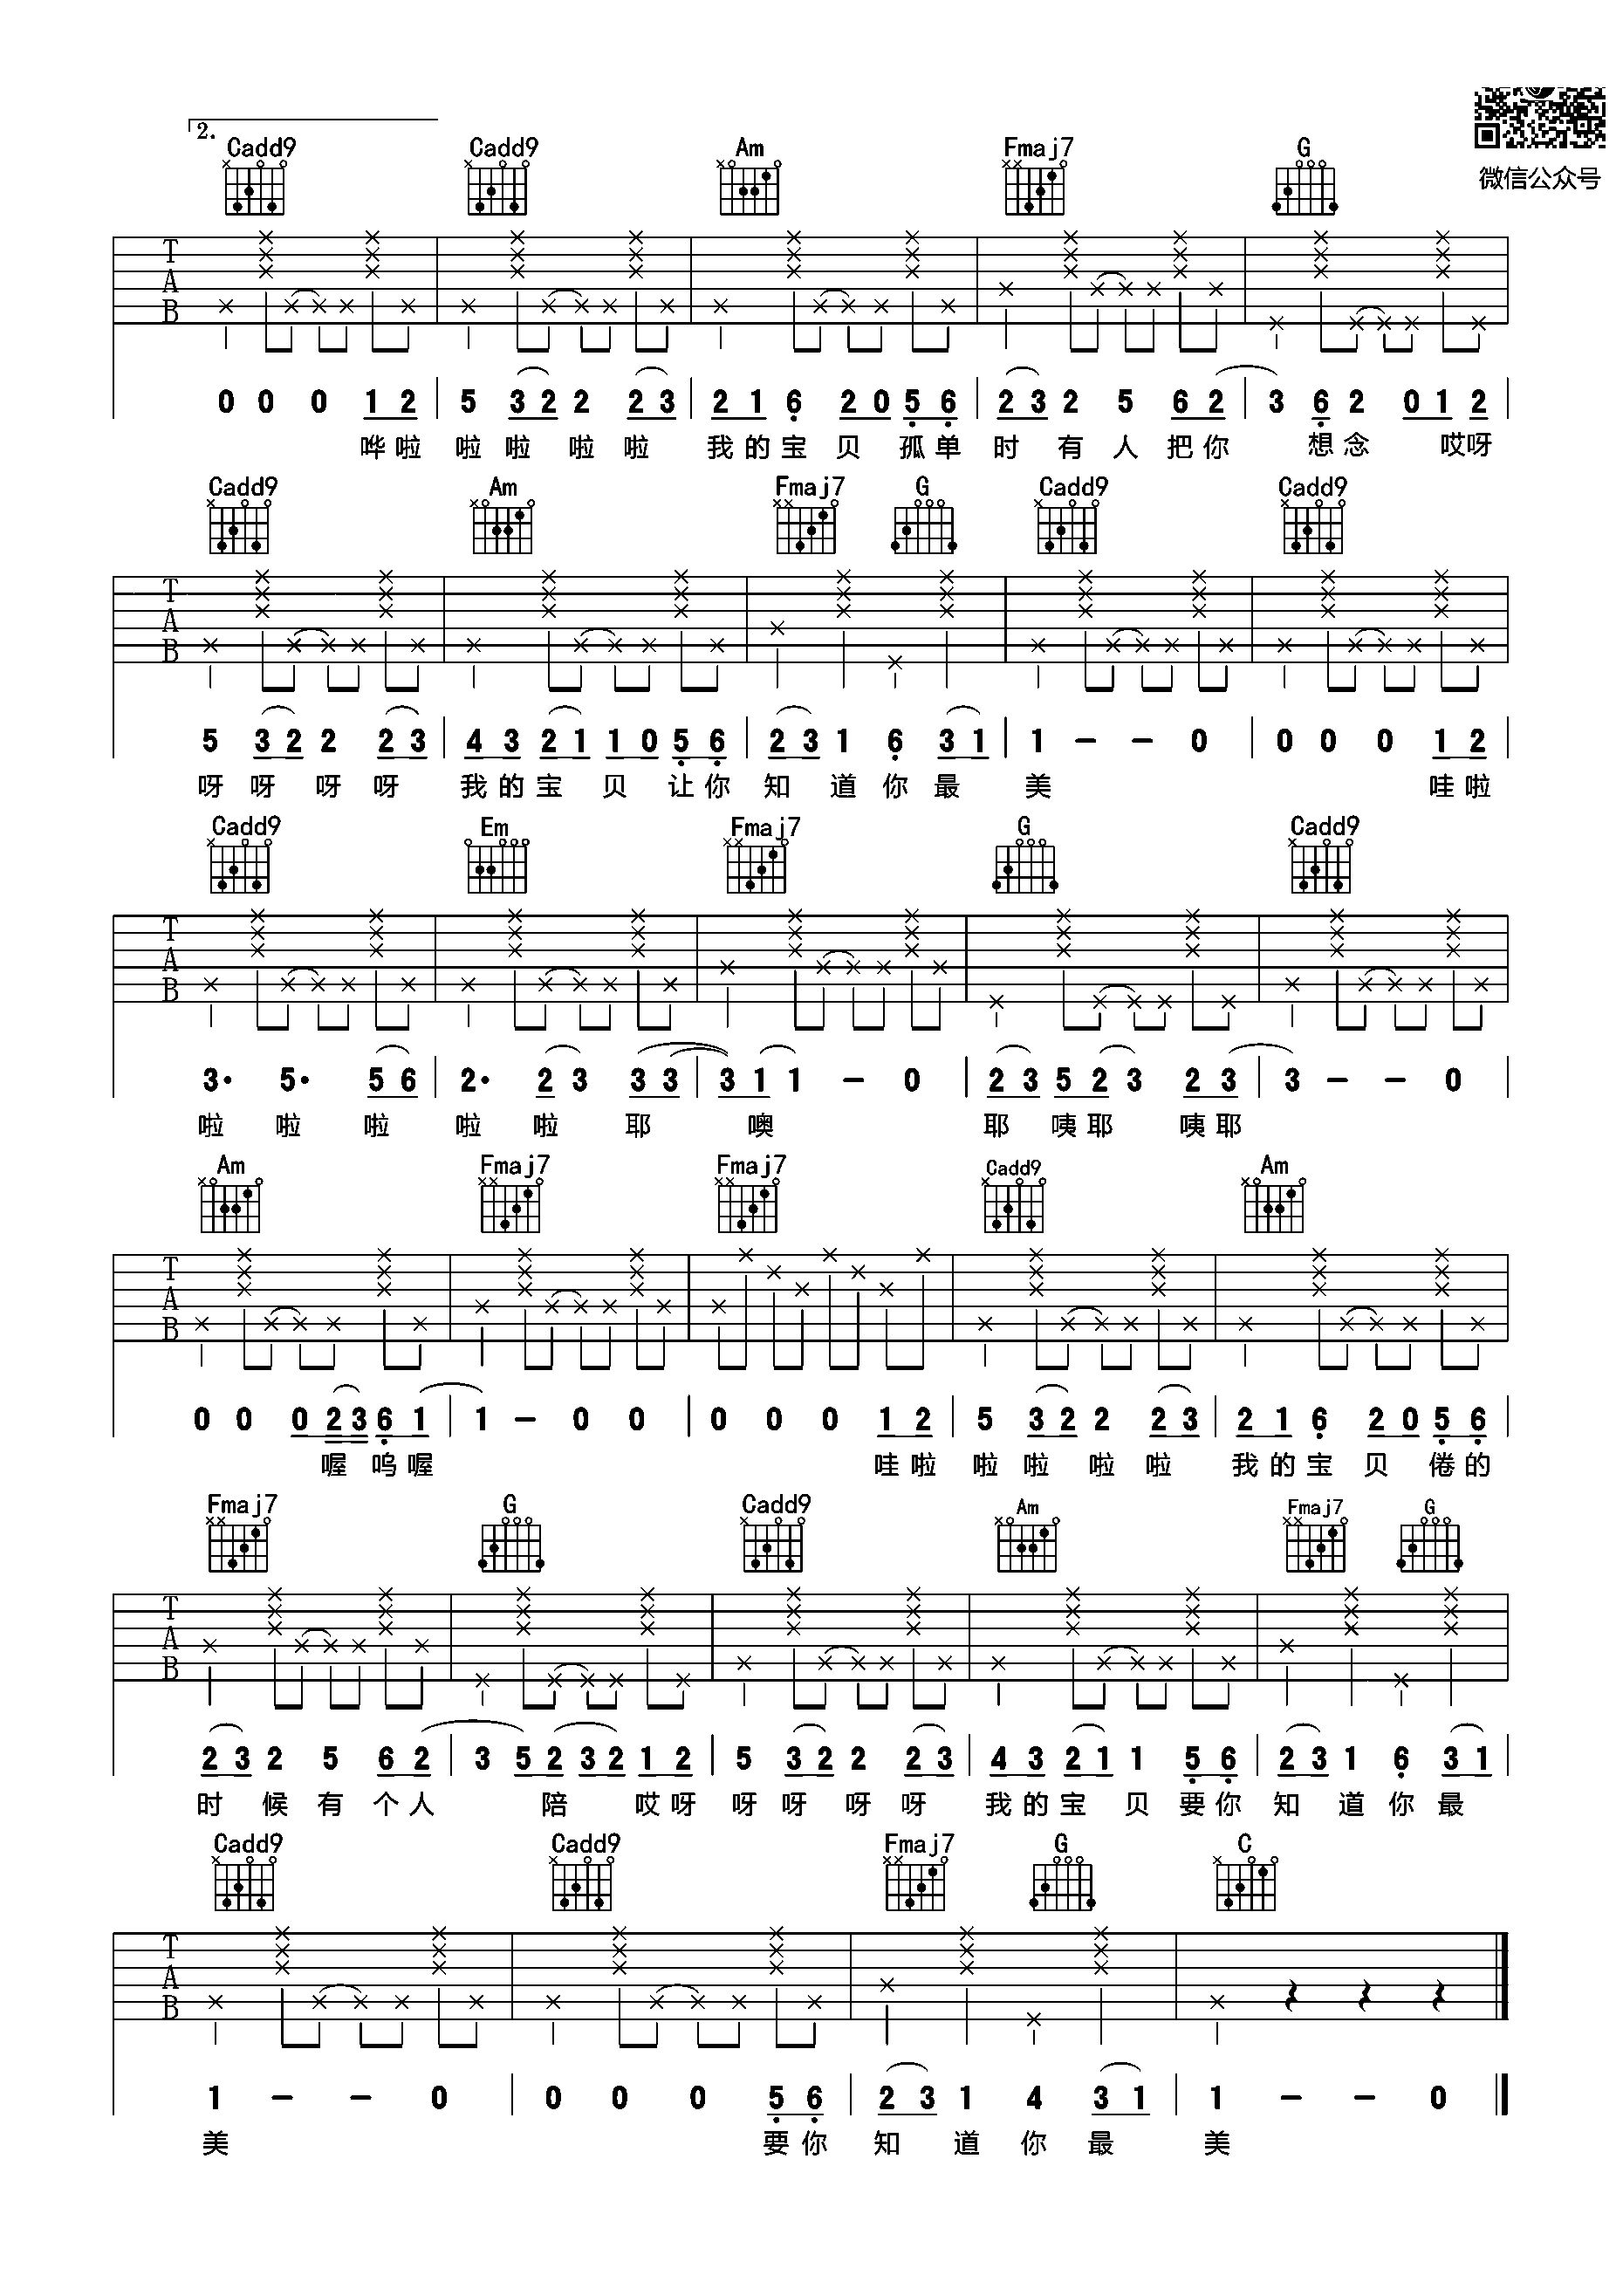 微信公众号
2. Cadd9 Cadd9 Am Fmaj7 G
T A B
0 0 0 1 2 | 5 3 2 2 2 3 | 2 1 6 2 0 5 6 | 2 3 2 5 6 2 | 3 6 2 0 1 2
哗啦 啦 啦 啦 啦 我的宝 贝 孤单 时 有 人 把你 想念 哎呀
Cadd9 Am Fmaj7 G Cadd9 Cadd9
T A B
5 3 2 2 2 3 | 4 3 2 1 1 0 5 6 | 2 3 1 6 3 1 | 1 - - 0 | 0 0 0 1 2
呀 呀 呀 呀 我的宝 贝 让你 知 道 你 最 美 哇啦
Cadd9 Em Fmaj7 G Cadd9
T A B
3· 5· 5 6 | 2· 2 3 3 3 | 3 1 1 - 0 | 2 3 5 2 3 2 3 | 3 - - 0
啦 啦 啦 啦 啦 耶 噢 耶 咦耶 咦耶
Am Fmaj7 Fmaj7 Cadd9 Am
T A B
0 0 0 2 3 6 1 | 1 - 0 0 | 0 0 0 1 2 | 5 3 2 2 2 3 | 2 1 6 2 0 5 6
喔 呜喔 哇啦 啦 啦 啦 啦 我的宝 贝 倦的
Fmaj7 G Cadd9 Am Fmaj7 G
T A B
2 3 2 5 6 2 | 3 5 2 3 2 1 2 | 5 3 2 2 2 3 | 4 3 2 1 1 5 6 | 2 3 1 6 3 1
时 候 有 个人 陪 哎呀 呀 呀 呀 呀 我的宝 贝 要你 知 道 你 最
Cadd9 Cadd9 Fmaj7 G C
T A B
1 - - 0 | 0 0 0 5 6 | 2 3 1 4 3 1 | 1 - - 0
美 要你 知 道 你 最 美